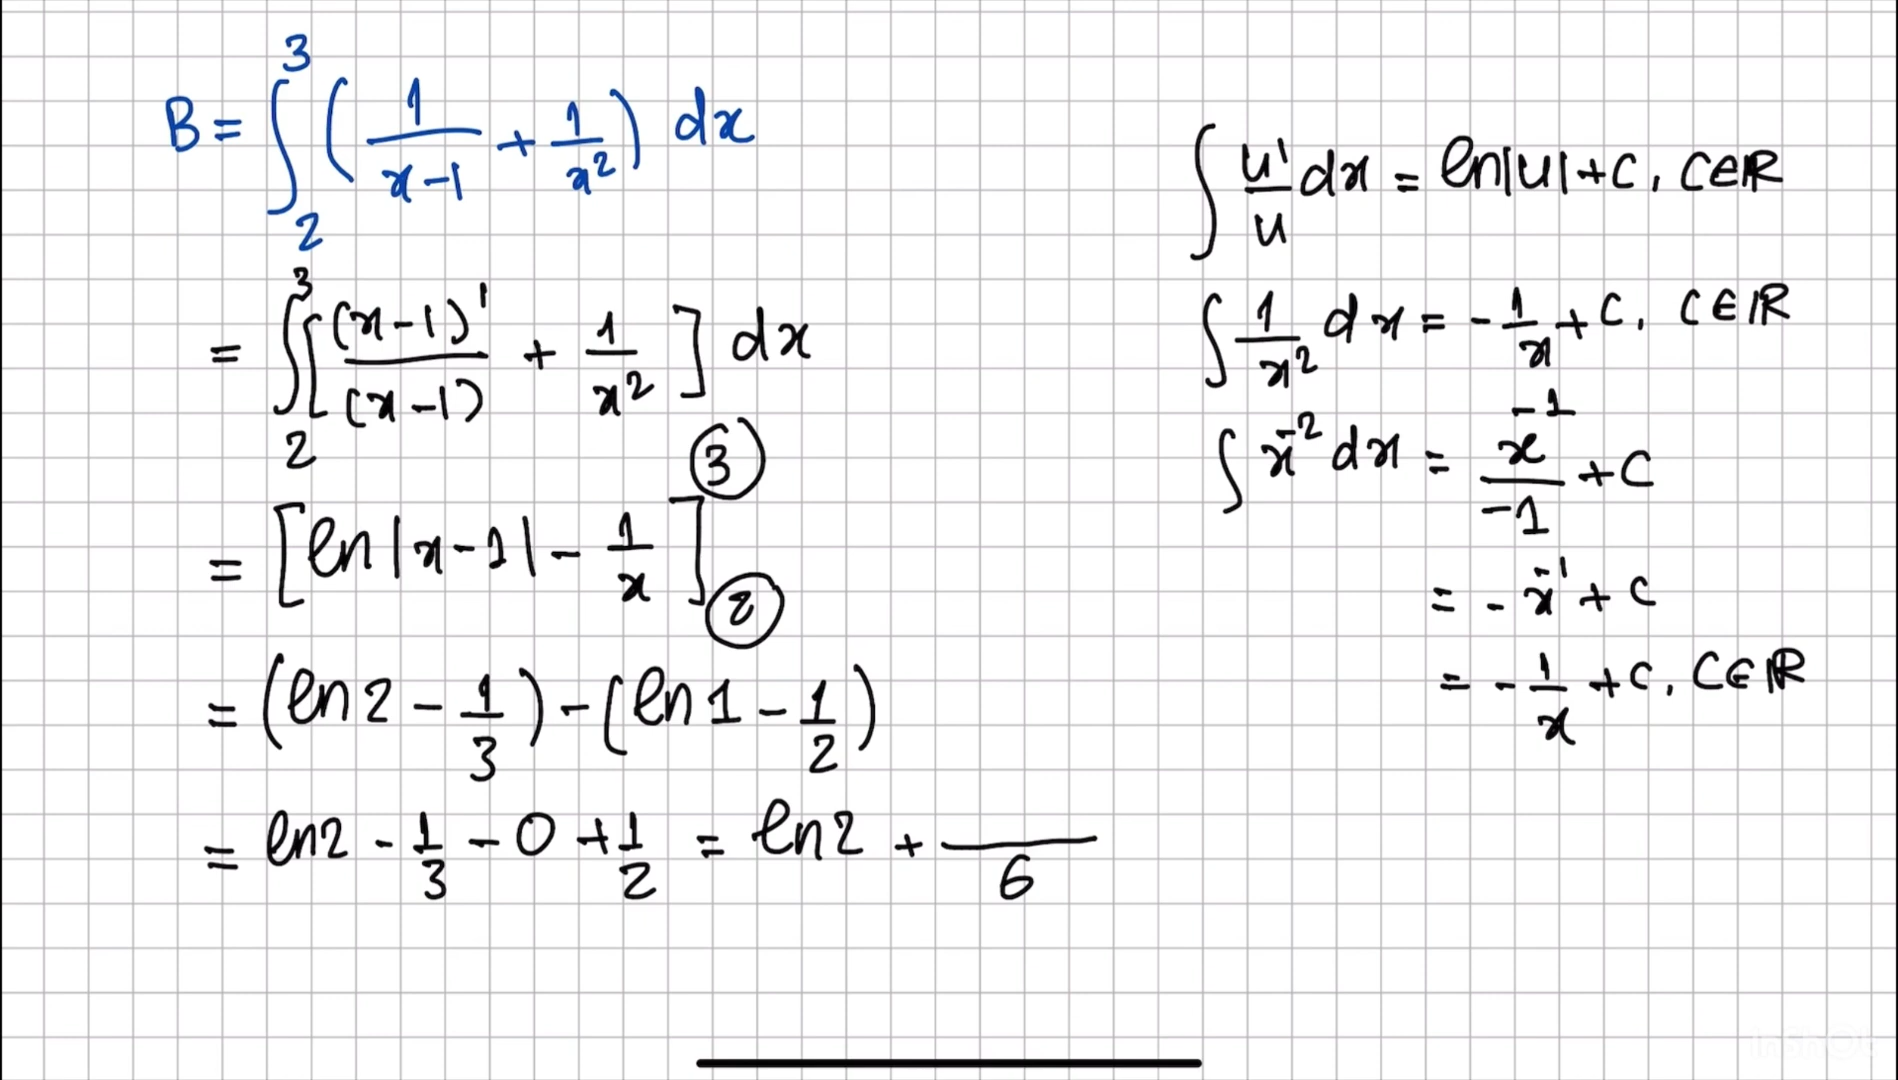 B = ∫₂³ (1/(x-1) + 1/x²) dx
= ∫₂³ [(x-1)'/(x-1) + 1/x²] dx
= [ln|x-1| - 1/x]₂³
= (ln2 - 1/3) - (ln1 - 1/2)
= ln2 - 1/3 - 0 + 1/2 = ln2 + /6
∫ u'/u dx = ln|u| + C, C∈ℝ
∫ 1/x² dx = -1/x + C, C∈ℝ
∫ x⁻² dx = x⁻¹/-1 + C
= -x⁻¹ + C
= -1/x + C, C∈ℝ
InShOt